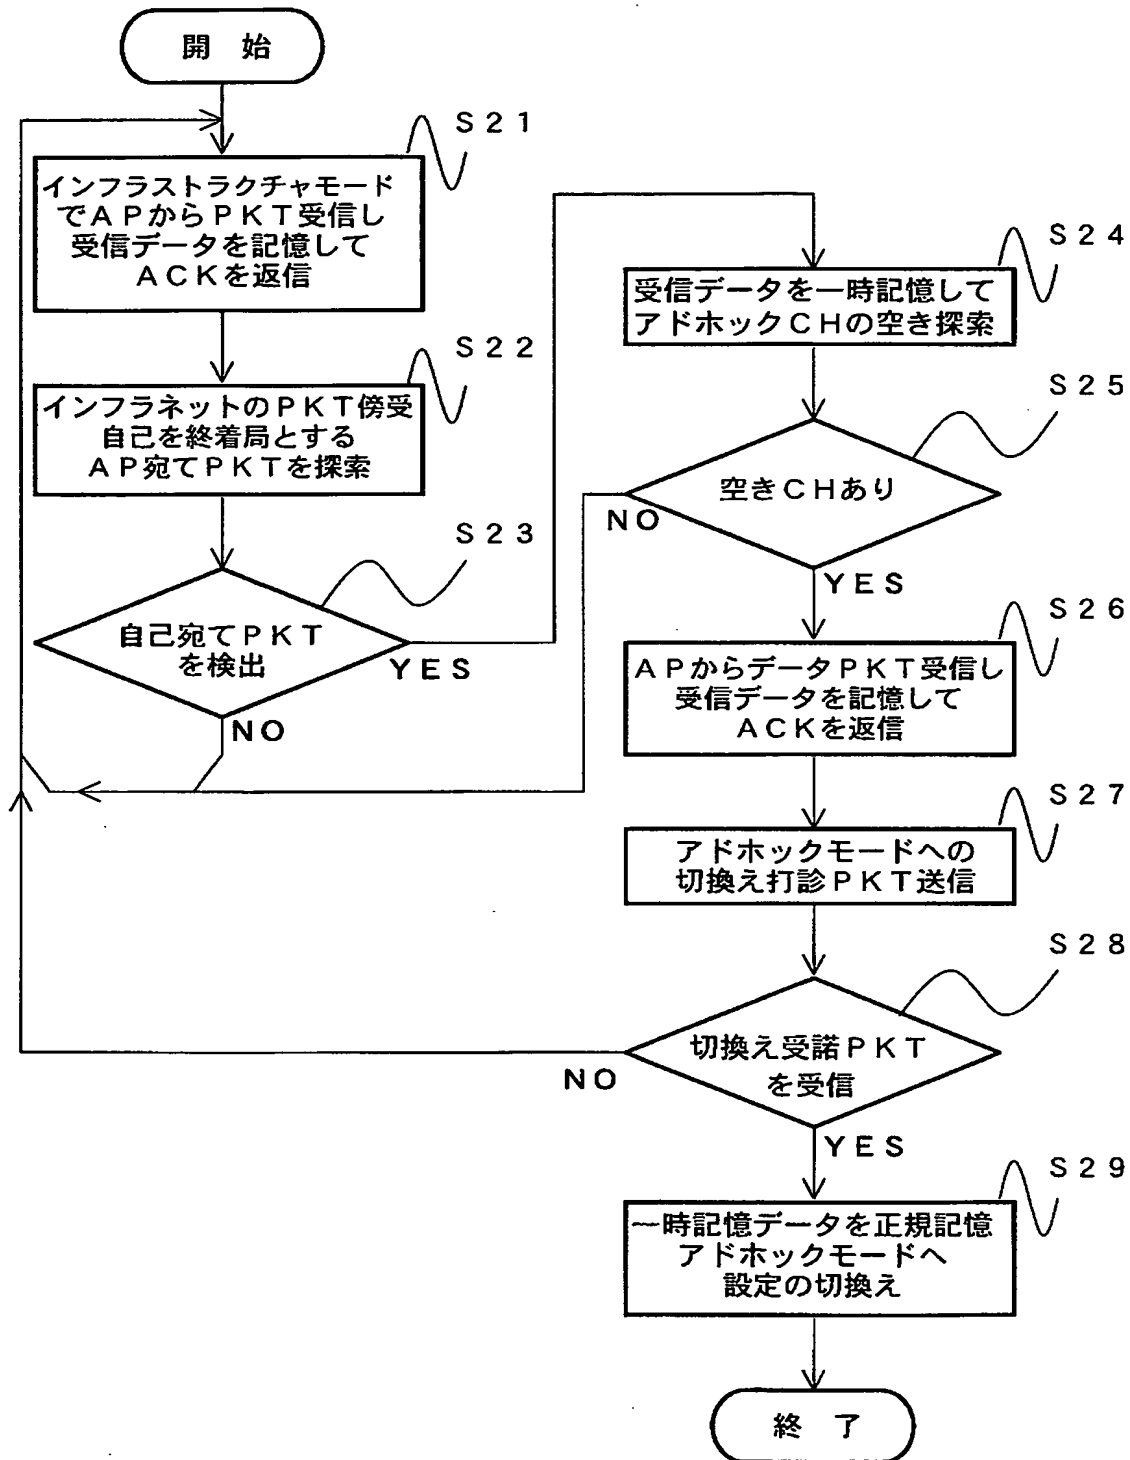 開　始
Ｓ２１
インフラストラクチャモード
でＡＰからＰＫＴ受信し
受信データを記憶して
ＡＣＫを返信
Ｓ２２
インフラネットのＰＫＴ傍受
自己を終着局とする
ＡＰ宛てＰＫＴを探索
Ｓ２３
自己宛てＰＫＴ
を検出
ＹＥＳ
ＮＯ
Ｓ２４
受信データを一時記憶して
アドホックＣＨの空き探索
Ｓ２５
空きＣＨあり
ＮＯ
ＹＥＳ
Ｓ２６
ＡＰからデータＰＫＴ受信し
受信データを記憶して
ＡＣＫを返信
Ｓ２７
アドホックモードへの
切換え打診ＰＫＴ送信
Ｓ２８
切換え受諾ＰＫＴ
を受信
ＮＯ
ＹＥＳ
Ｓ２９
一時記憶データを正規記憶
アドホックモードへ
設定の切換え
終　了